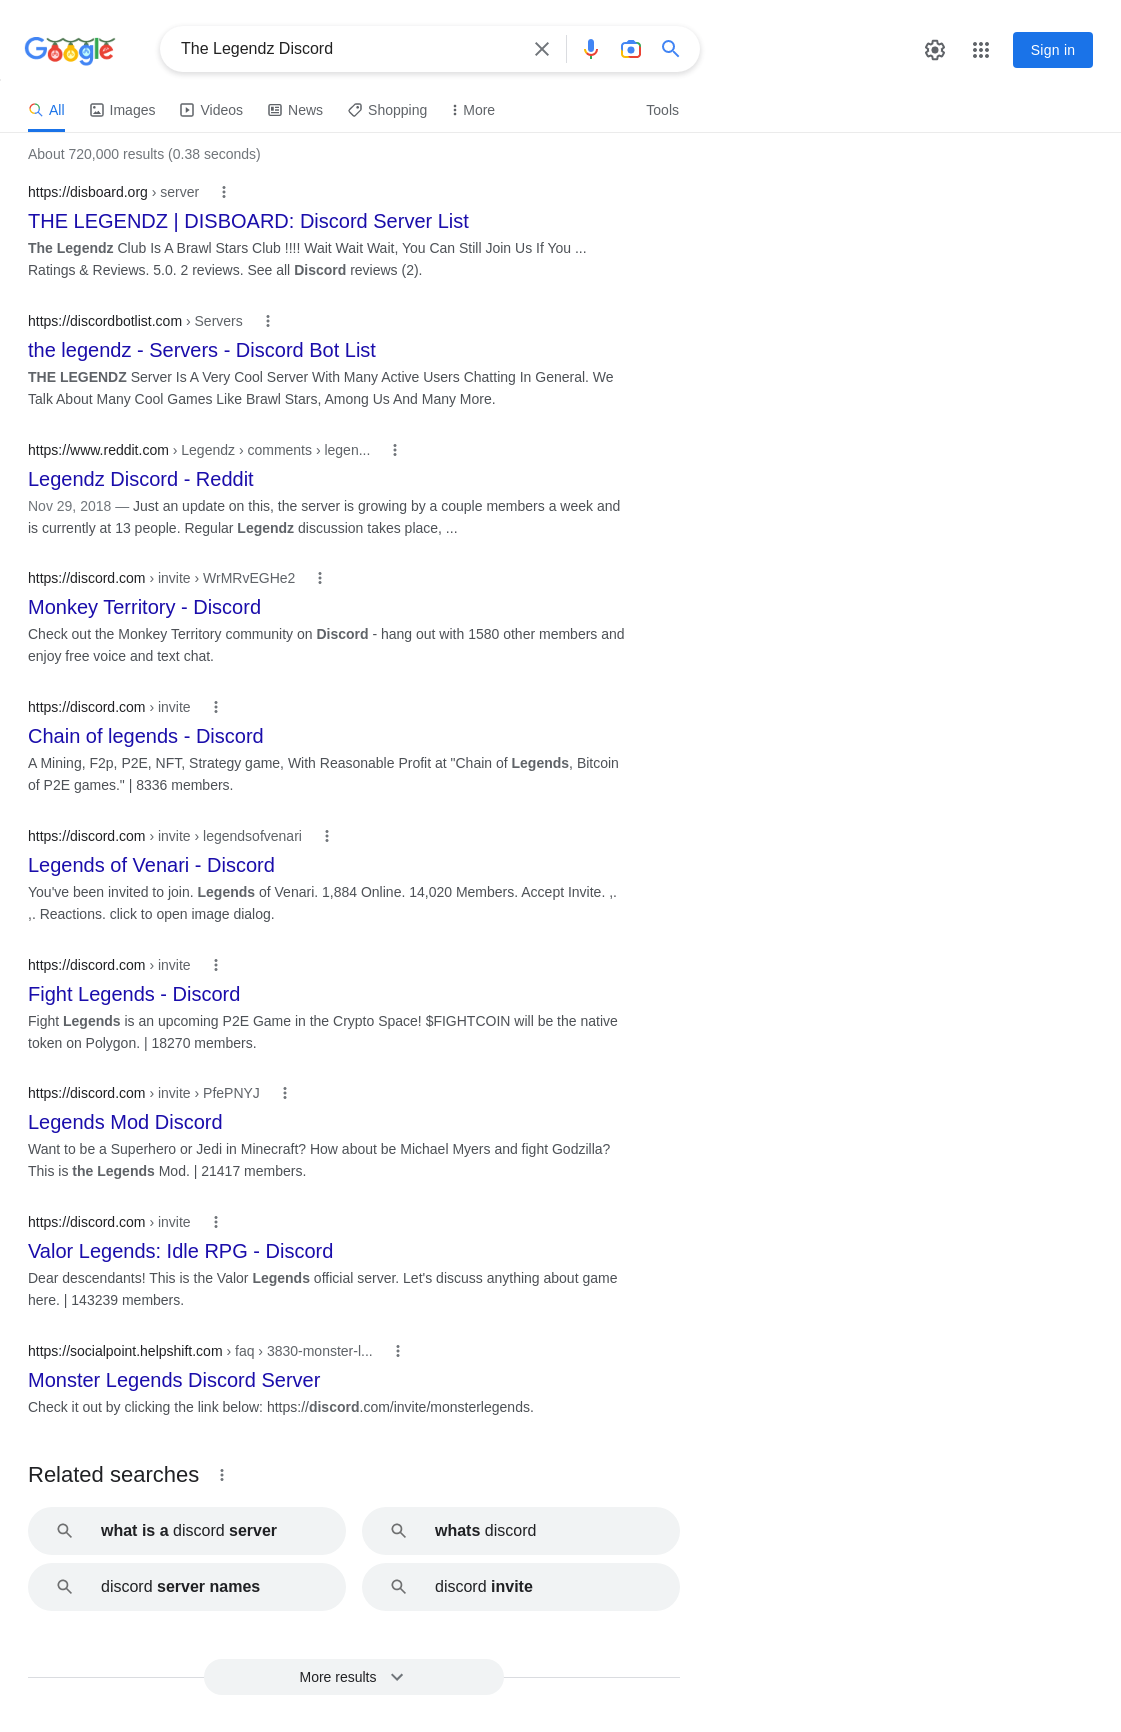 Google
The Legendz Discord
Sign in
All Images Videos News Shopping More Tools
About 720,000 results (0.38 seconds)
https://disboard.org › server
THE LEGENDZ | DISBOARD: Discord Server List
The Legendz Club Is A Brawl Stars Club !!!! Wait Wait Wait, You Can Still Join Us If You ...
Ratings & Reviews. 5.0. 2 reviews. See all Discord reviews (2).
https://discordbotlist.com › Servers
the legendz - Servers - Discord Bot List
THE LEGENDZ Server Is A Very Cool Server With Many Active Users Chatting In General. We
Talk About Many Cool Games Like Brawl Stars, Among Us And Many More.
https://www.reddit.com › Legendz › comments › legen...
Legendz Discord - Reddit
Nov 29, 2018 — Just an update on this, the server is growing by a couple members a week and
is currently at 13 people. Regular Legendz discussion takes place, ...
https://discord.com › invite › WrMRvEGHe2
Monkey Territory - Discord
Check out the Monkey Territory community on Discord - hang out with 1580 other members and
enjoy free voice and text chat.
https://discord.com › invite
Chain of legends - Discord
A Mining, F2p, P2E, NFT, Strategy game, With Reasonable Profit at "Chain of Legends, Bitcoin
of P2E games." | 8336 members.
https://discord.com › invite › legendsofvenari
Legends of Venari - Discord
You've been invited to join. Legends of Venari. 1,884 Online. 14,020 Members. Accept Invite. ,.
,. Reactions. click to open image dialog.
https://discord.com › invite
Fight Legends - Discord
Fight Legends is an upcoming P2E Game in the Crypto Space! $FIGHTCOIN will be the native
token on Polygon. | 18270 members.
https://discord.com › invite › PfePNYJ
Legends Mod Discord
Want to be a Superhero or Jedi in Minecraft? How about be Michael Myers and fight Godzilla?
This is the Legends Mod. | 21417 members.
https://discord.com › invite
Valor Legends: Idle RPG - Discord
Dear descendants! This is the Valor Legends official server. Let's discuss anything about game
here. | 143239 members.
https://socialpoint.helpshift.com › faq › 3830-monster-l...
Monster Legends Discord Server
Check it out by clicking the link below: https://discord.com/invite/monsterlegends.
Related searches
what is a discord server
whats discord
discord server names
discord invite
More results